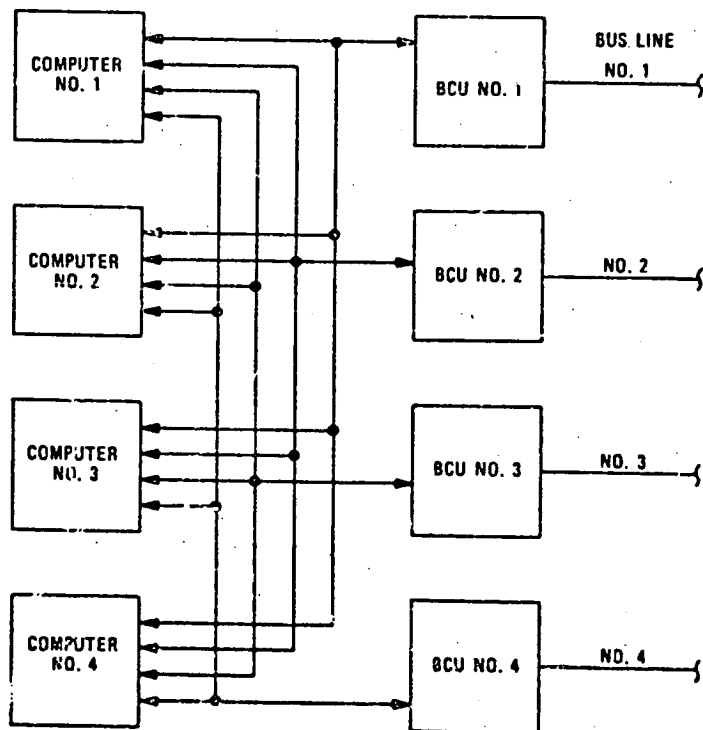 COMPUTER
NO. 1
BCU NO. 1
BUS LINE
NO. 1
COMPUTER
NO. 2
BCU NO. 2
NO. 2
COMPUTER
NO. 3
BCU NO. 3
NO. 3
COMPUTER
NO. 4
BCU NO. 4
NO. 4